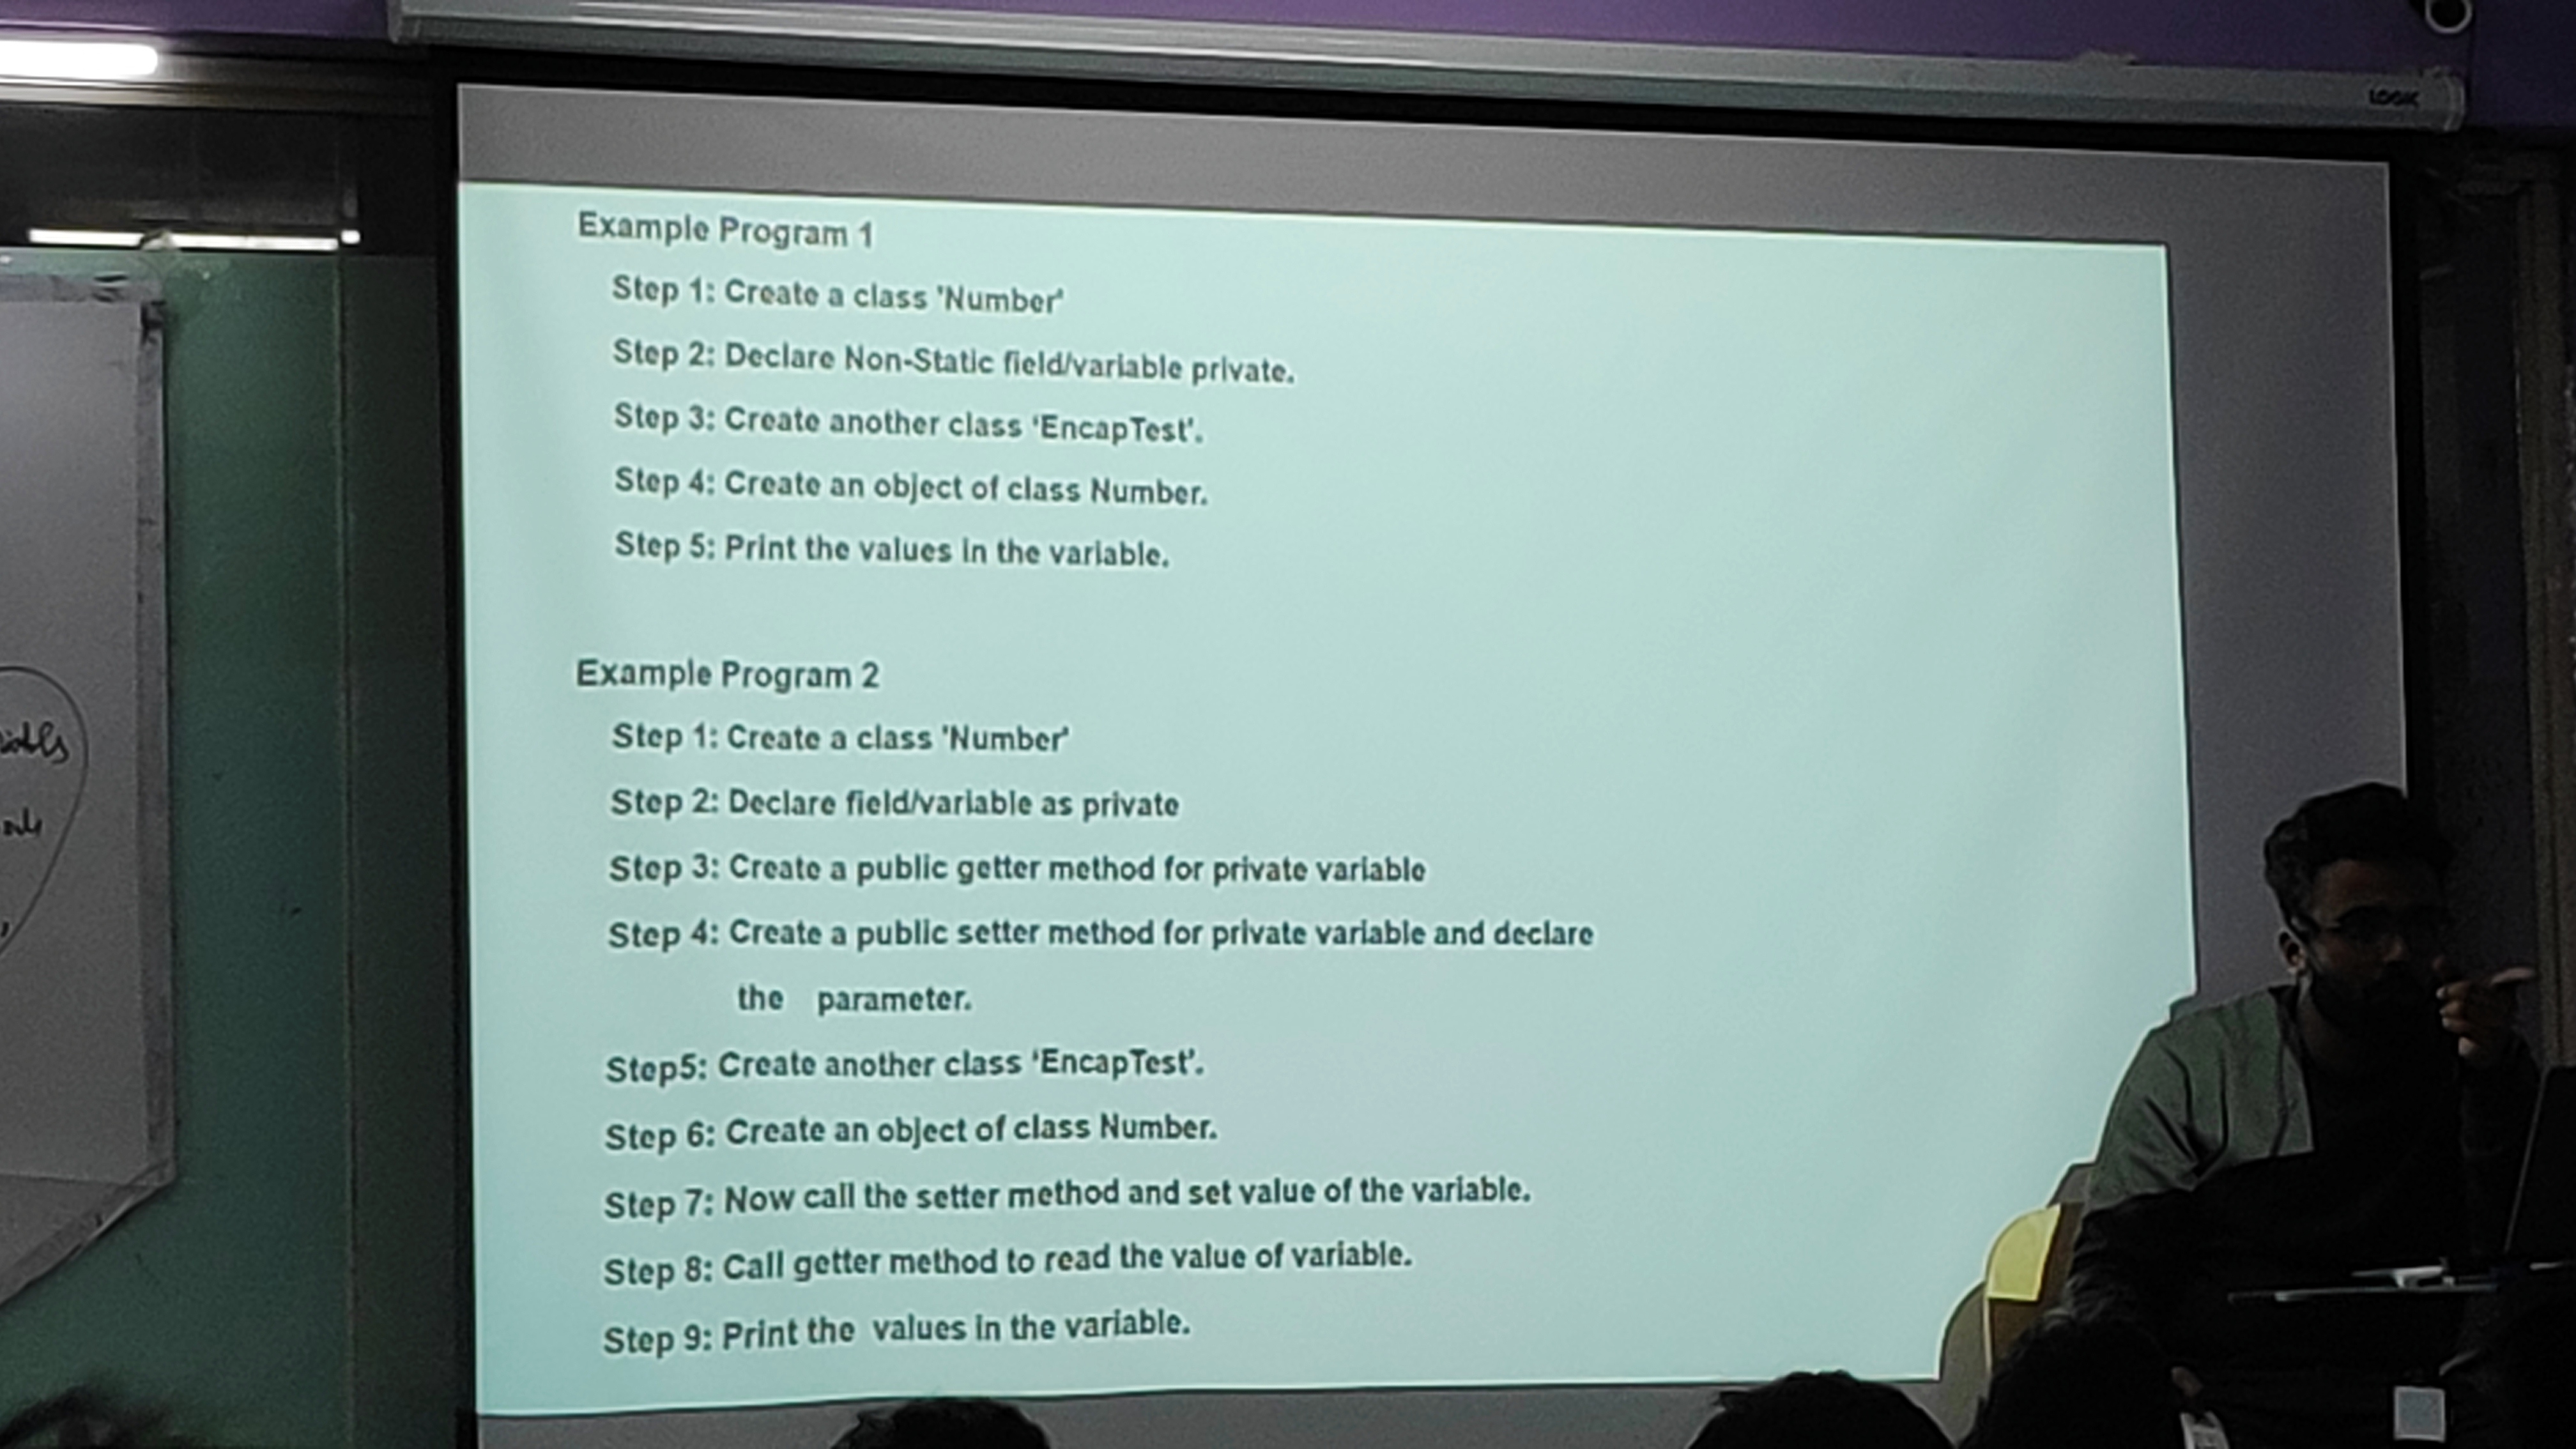 LOGIK
Example Program 1
Step 1: Create a class 'Number'
Step 2: Declare Non-Static field/variable private.
Step 3: Create another class ‘EncapTest’.
Step 4: Create an object of class Number.
Step 5: Print the values in the variable.
Example Program 2
Step 1: Create a class 'Number'
Step 2: Declare field/variable as private
Step 3: Create a public getter method for private variable
Step 4: Create a public setter method for private variable and declare
the parameter.
Step5: Create another class ‘EncapTest’.
Step 6: Create an object of class Number.
Step 7: Now call the setter method and set value of the variable.
Step 8: Call getter method to read the value of variable.
Step 9: Print the values in the variable.